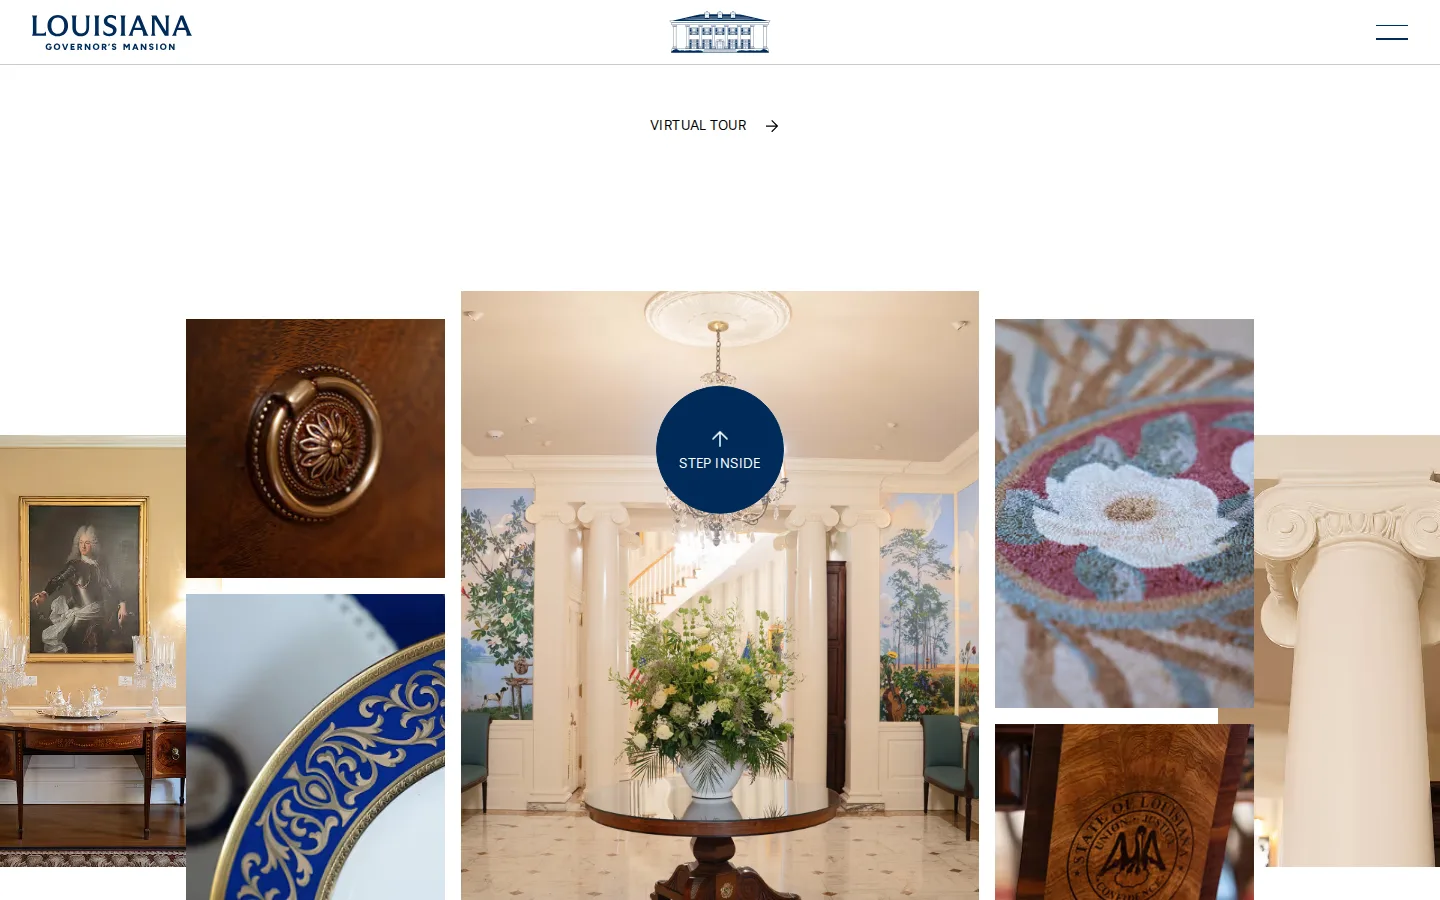 LOUISIANA
GOVERNOR'S MANSION
VIRTUAL TOUR
STEP INSIDE
STATE OF LOUISIANA
UNION JUSTICE
CONFIDENCE